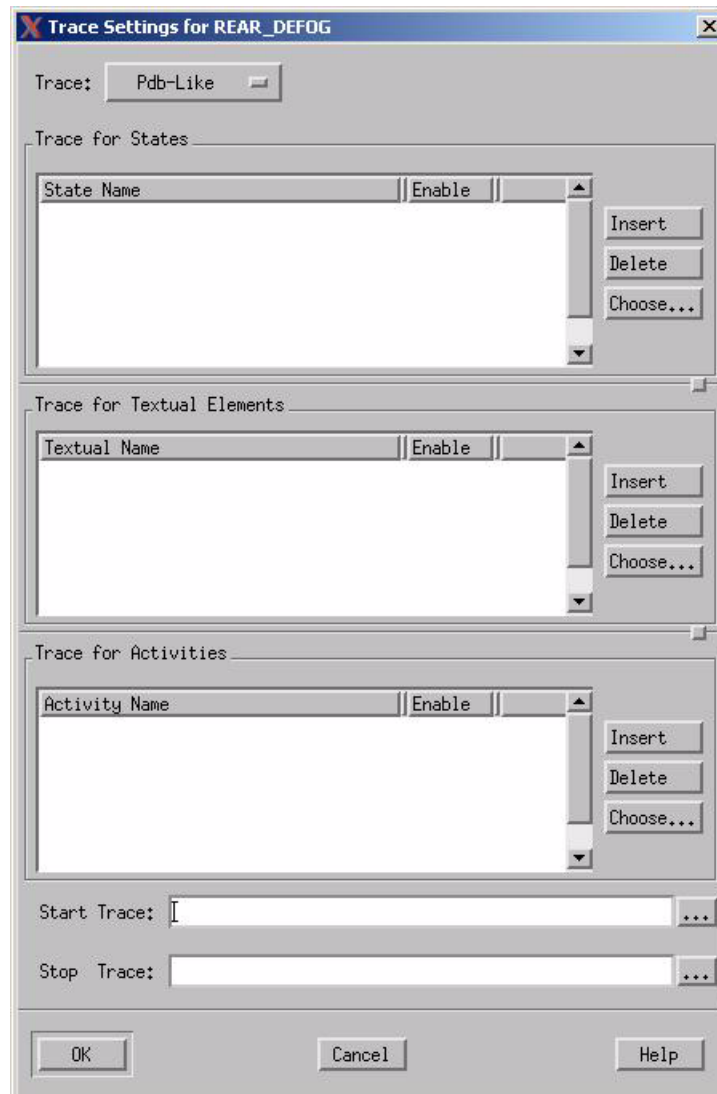 Trace Settings for REAR_DEFOG
Trace: Pdb-Like
Trace for States
State Name Enable
Insert
Delete
Choose...
Trace for Textual Elements
Textual Name Enable
Insert
Delete
Choose...
Trace for Activities
Activity Name Enable
Insert
Delete
Choose...
Start Trace: ...
Stop Trace: ...
OK Cancel Help